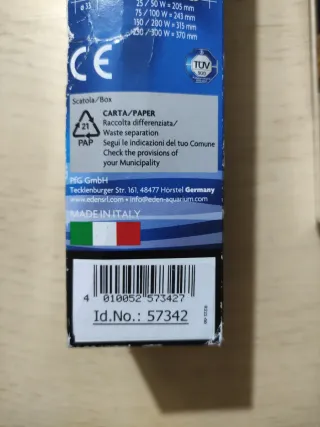 ø 33
25 / 50 W = 205 mm
75 / 100 W = 243 mm
150 / 200 W = 315 mm
250 / 300 W = 370 mm
CE
TÜV
SÜD
Scatola/Box
21
PAP
CARTA/PAPER
Raccolta differenziata/
Waste separation
Segui le indicazioni del tuo Comune
Check the provisions of
your Municipality
PFG GmbH
Tecklenburger Str. 161, 48477 Hörstel Germany
www.edensrl.com • info@eden-aquarium.com
MADE IN ITALY
4 010052 573427
Id.No.: 57342